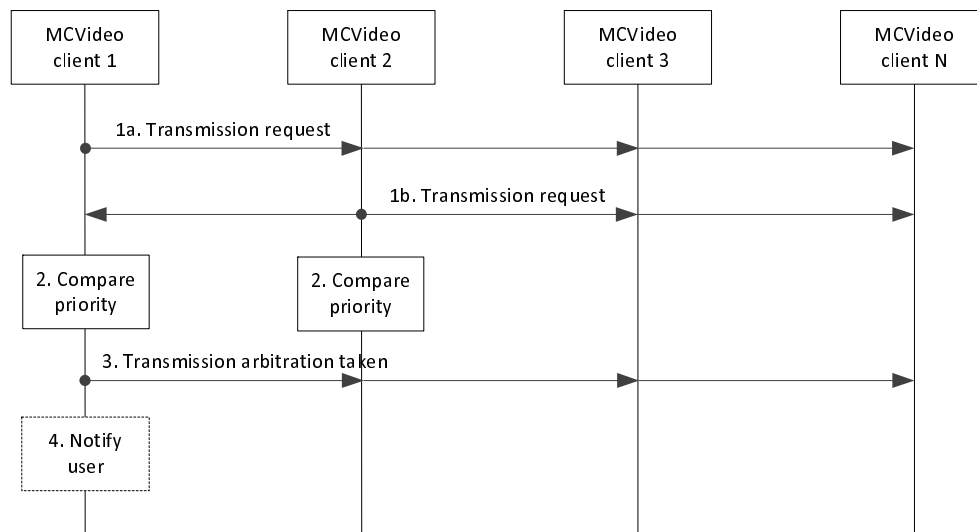 MCVideo
client 1
MCVideo
client 2
MCVideo
client 3
MCVideo
client N
1a. Transmission request
1b. Transmission request
2. Compare
priority
2. Compare
priority
3. Transmission arbitration taken
4. Notify
user